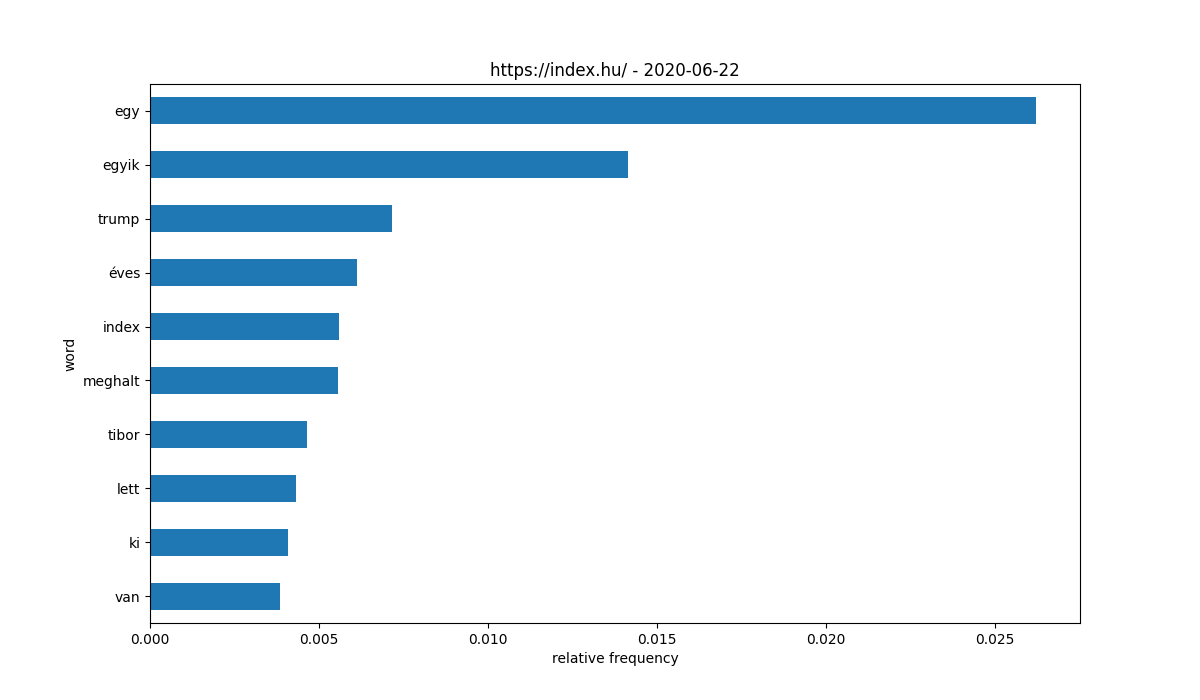 https://index.hu/ - 2020-06-22
egy
egyik
trump
éves
index
meghalt
tibor
lett
ki
van
word
0.000 0.005 0.010 0.015 0.020 0.025
relative frequency